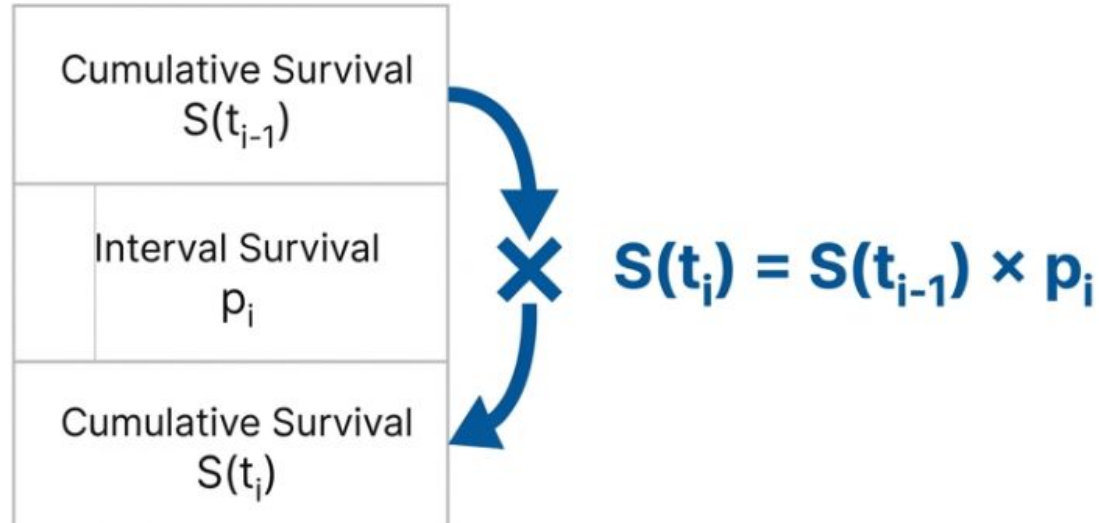 Cumulative Survival
S(tᵢ₋₁)
Interval Survival
pᵢ
Cumulative Survival
S(tᵢ)
S(tᵢ) = S(tᵢ₋₁) × pᵢ